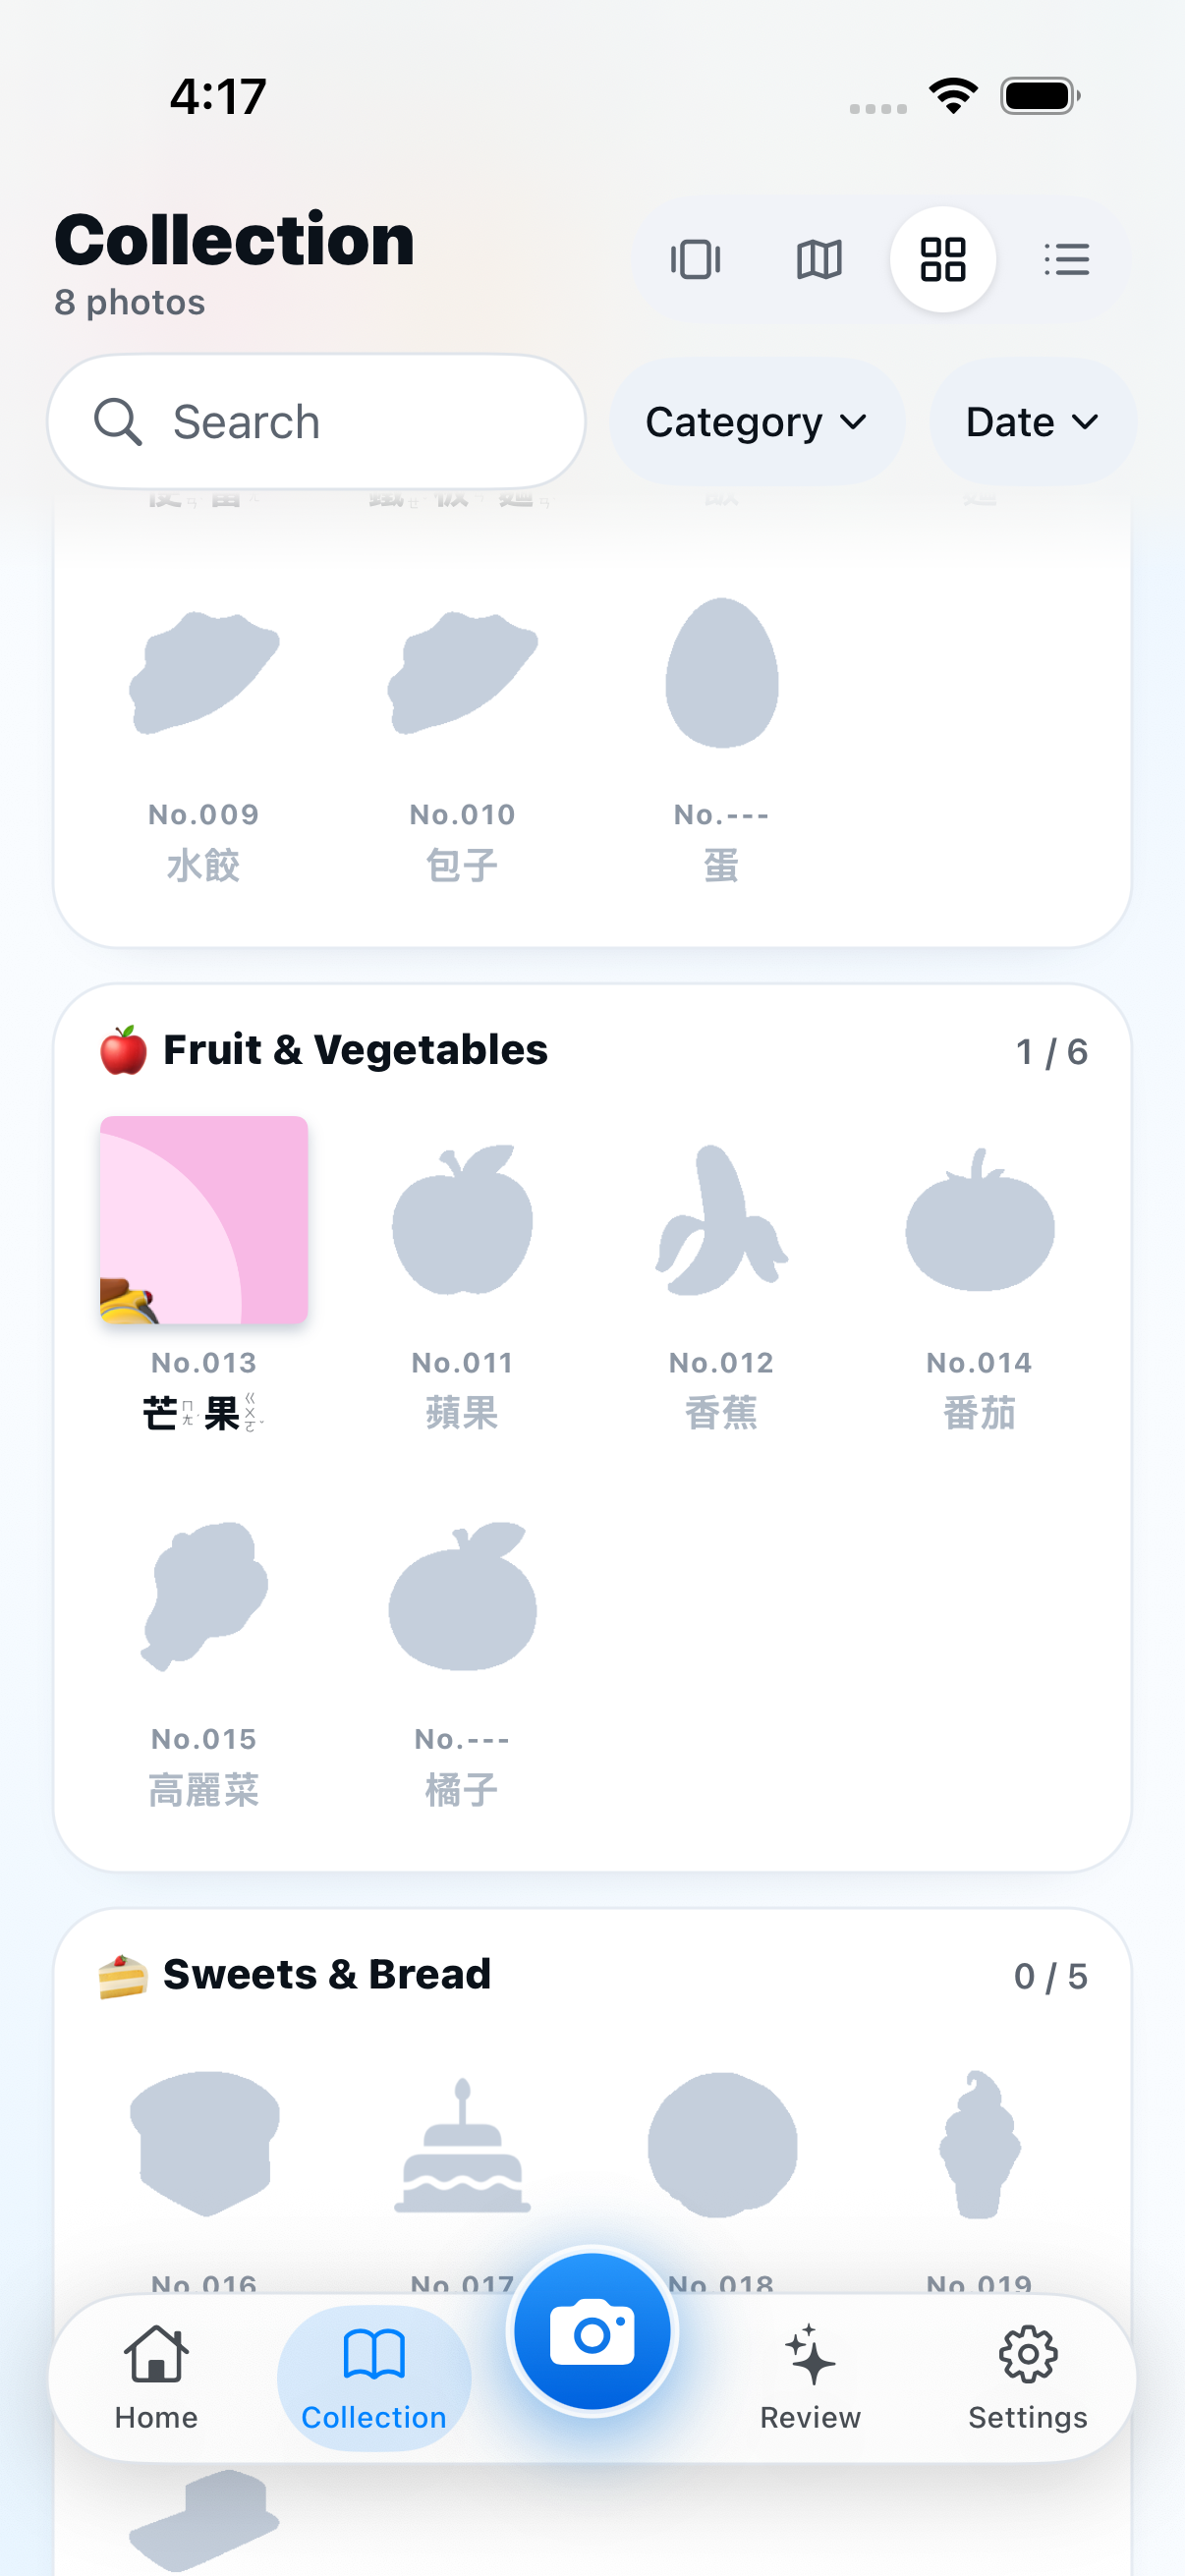 4:17
Collection
8 photos
Search
Category
Date
No.009
No.010
No.---
水餃
包子
蛋
Fruit & Vegetables
1 / 6
No.013
No.011
No.012
No.014
芒果
蘋果
香蕉
番茄
No.015
No.---
高麗菜
橘子
Sweets & Bread
0 / 5
No.016
No.017
No.018
No.019
Home
Collection
Review
Settings